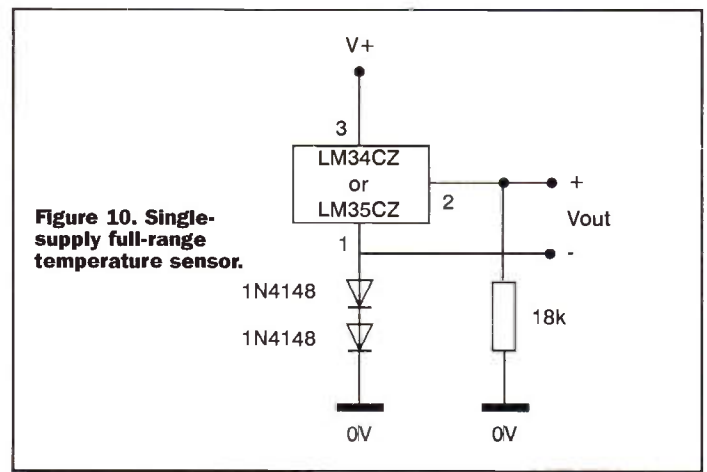 V+
3
LM34CZ
or
LM35CZ
2
+
Vout
-
1
Figure 10. Single-
supply full-range
temperature sensor.
1N4148
1N4148
18k
0V
0V